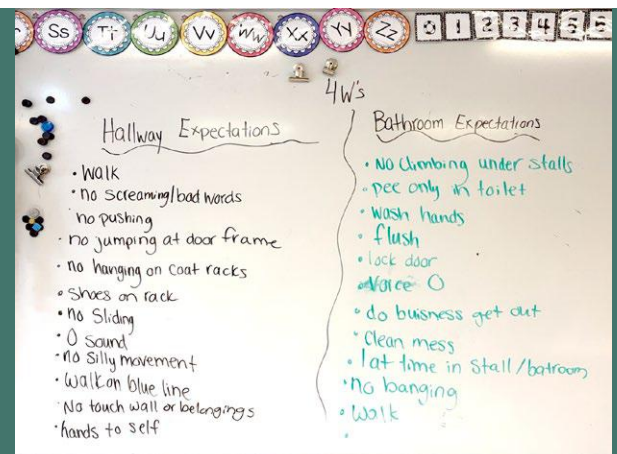 Ss Tt Uu Vv Ww Xx Yy Zz 0 1 2 3 4 5
4W's
Hallway Expectations
• Walk
• no screaming/bad words
no pushing
• no jumping at door frame
• no hanging on coat racks
• Shoes on rack
• no Sliding
• 0 sound
• no silly movement
• Walk on blue line
• No touch wall or belongings
• hands to self
Bathroom Expectations
• NO Climbing under stalls
• pee only in toilet
• wash hands
• flush
• lock door
• Voice 0
• do buisness get out
• Clean mess
• 1 at time in Stall/batroom
• no banging
• Walk
•